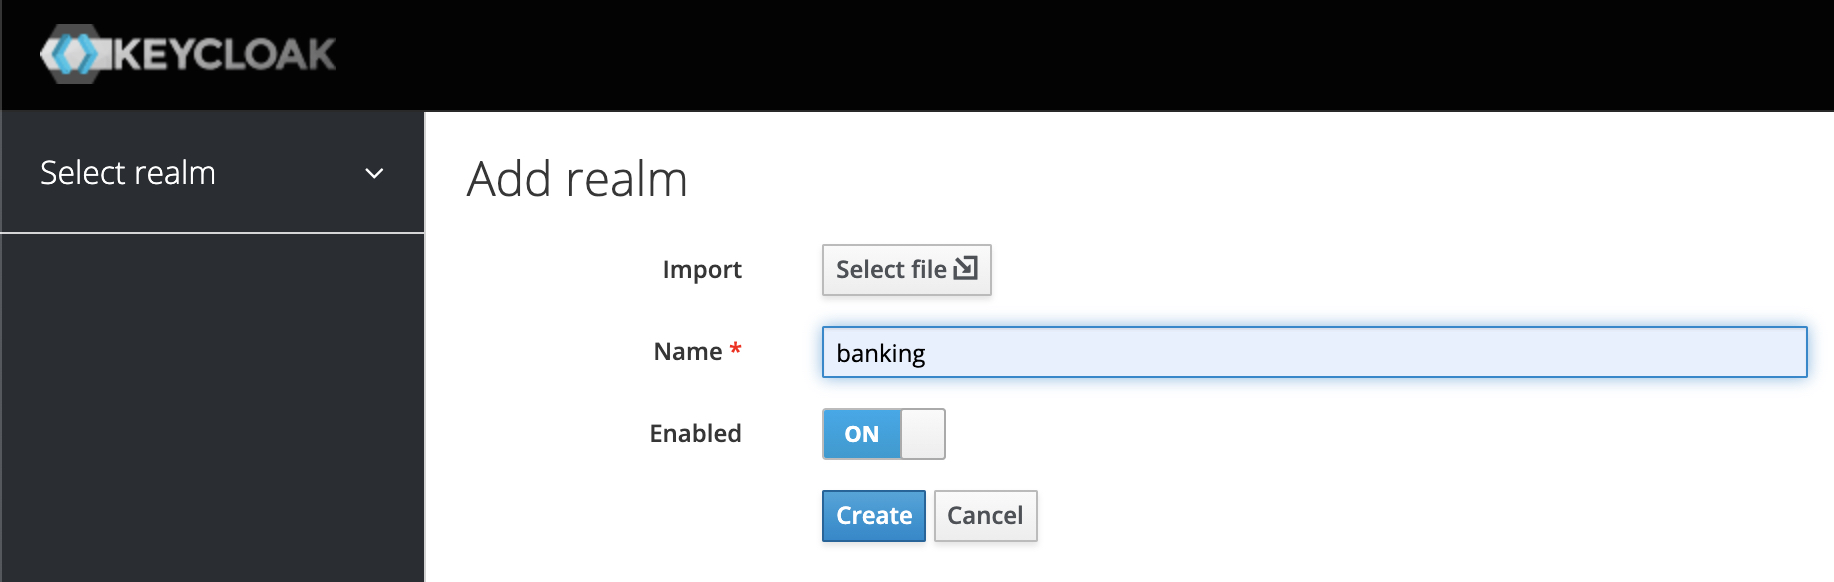 KEYCLOAK
Select realm
Add realm
Import Select file
Name * banking
Enabled ON
Create Cancel